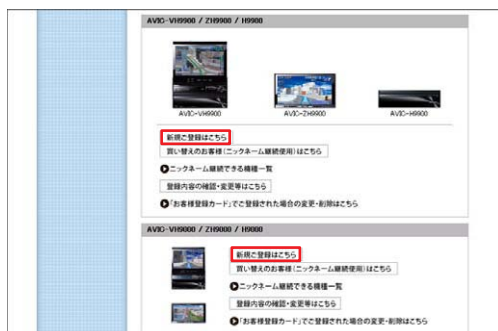 AVIC-VH9900 / ZH9900 / H9900
AVIC-VH9900
AVIC-ZH9900
AVIC-H9900
新規ご登録はこちら
買い替えのお客様(ニックネーム継続使用)はこちら
ニックネーム継続できる機種一覧
登録内容の確認・変更等はこちら
「お客様登録カード」でご登録された場合の変更・削除はこちら
AVIC-VH9000 / ZH9000 / H9000
新規ご登録はこちら
買い替えのお客様(ニックネーム継続使用)はこちら
ニックネーム継続できる機種一覧
登録内容の確認・変更等はこちら
「お客様登録カード」でご登録された場合の変更・削除はこちら